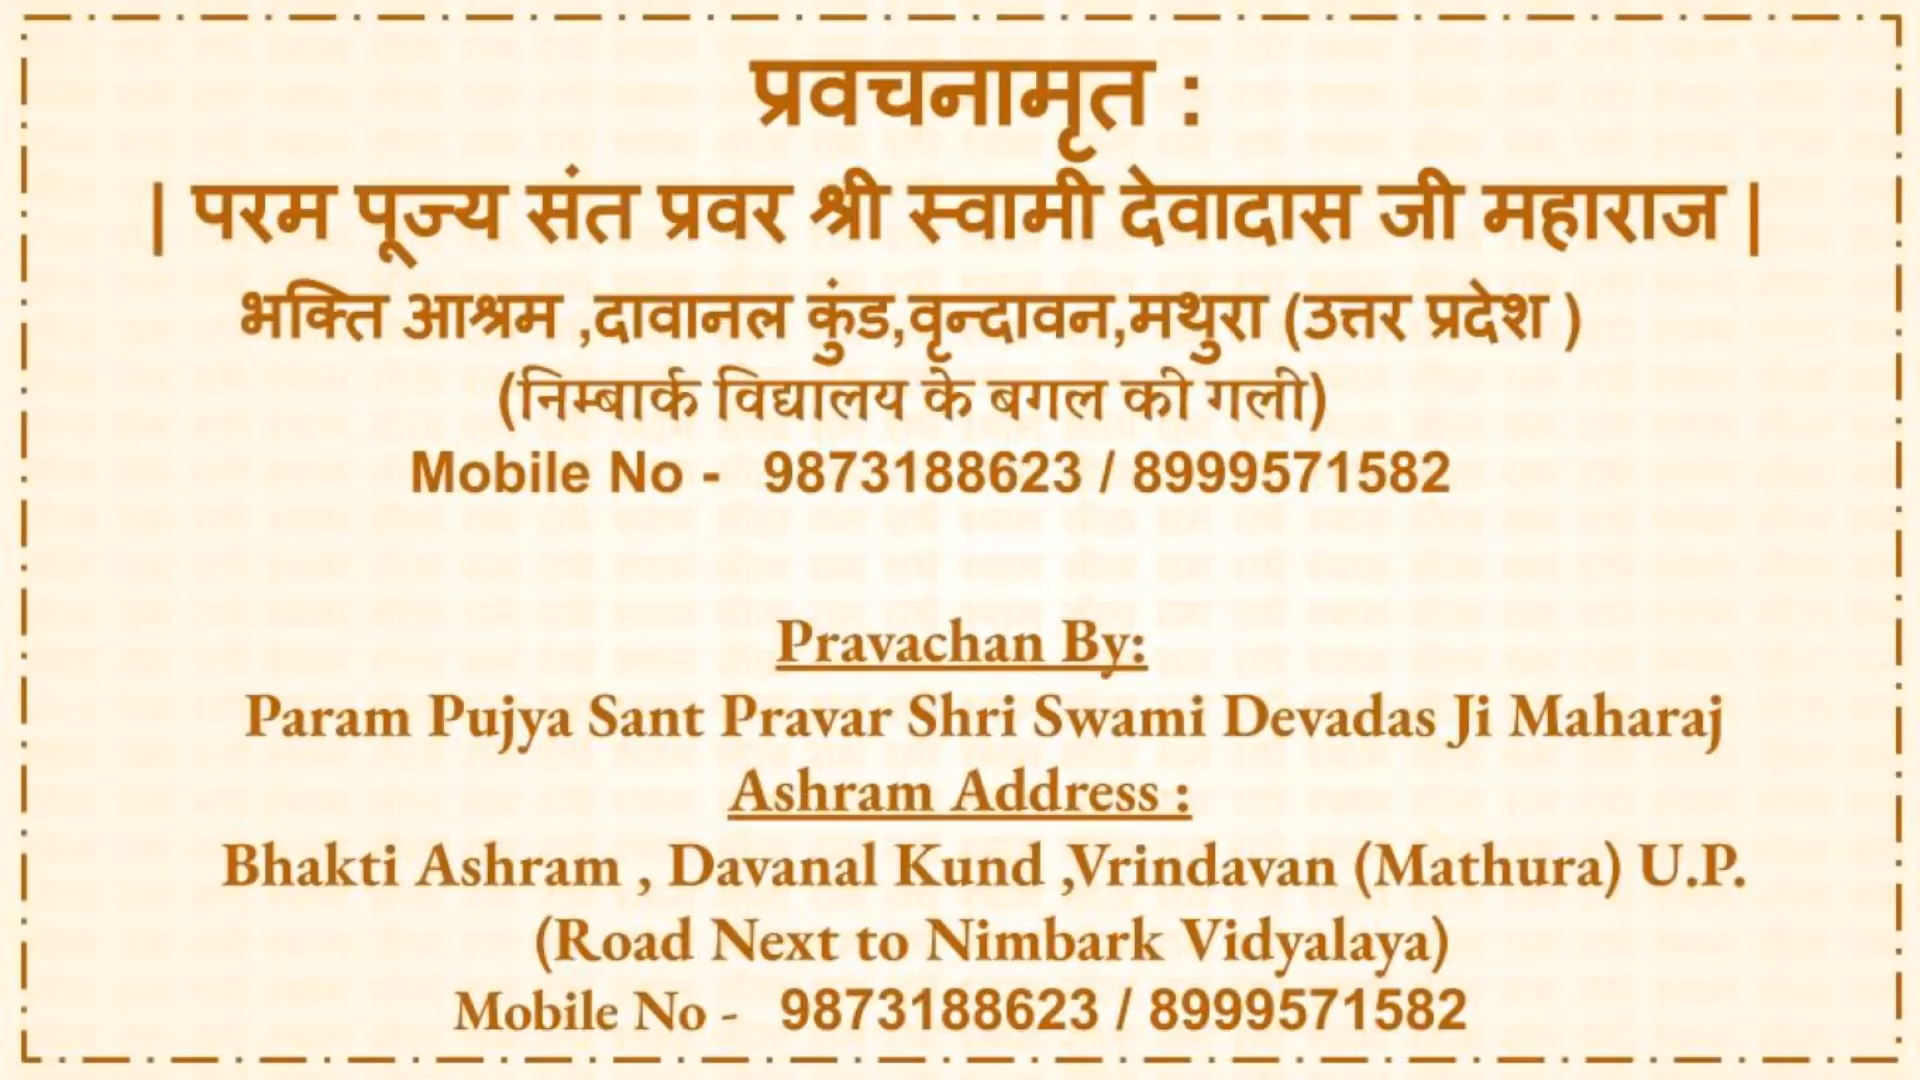 प्रवचनामृत :
| परम पूज्य संत प्रवर श्री स्वामी देवादास जी महाराज |
भक्ति आश्रम ,दावानल कुंड,वृन्दावन,मथुरा (उत्तर प्रदेश )
(निम्बार्क विद्यालय के बगल की गली)
Mobile No - 9873188623 / 8999571582
Pravachan By:
Param Pujya Sant Pravar Shri Swami Devadas Ji Maharaj
Ashram Address :
Bhakti Ashram , Davanal Kund ,Vrindavan (Mathura) U.P.
(Road Next to Nimbark Vidyalaya)
Mobile No - 9873188623 / 8999571582